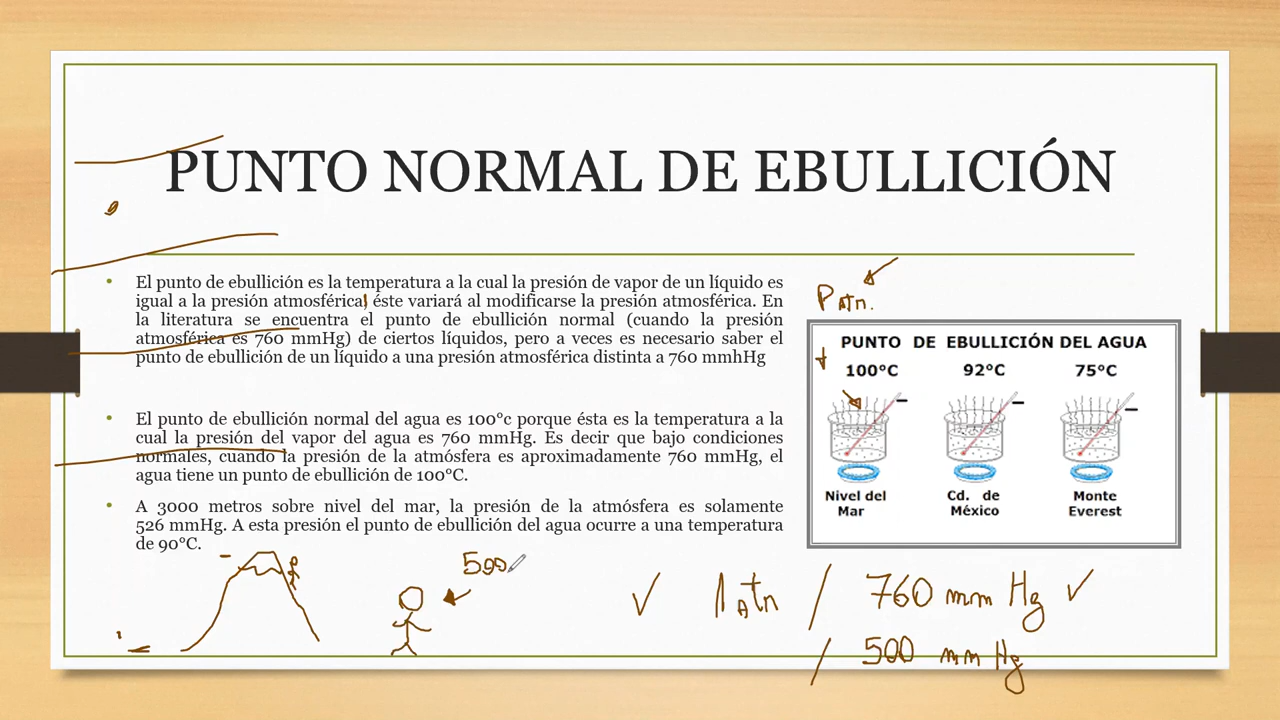 PUNTO NORMAL DE EBULLICIÓN
• El punto de ebullición es la temperatura a la cual la presión de vapor de un líquido es
igual a la presión atmosférica, éste variará al modificarse la presión atmosférica. En
la literatura se encuentra el punto de ebullición normal (cuando la presión
atmosférica es 760 mmHg) de ciertos líquidos, pero a veces es necesario saber el
punto de ebullición de un líquido a una presión atmosférica distinta a 760 mmhHg
• El punto de ebullición normal del agua es 100°c porque ésta es la temperatura a la
cual la presión del vapor del agua es 760 mmHg. Es decir que bajo condiciones
normales, cuando la presión de la atmósfera es aproximadamente 760 mmHg, el
agua tiene un punto de ebullición de 100°C.
• A 3000 metros sobre nivel del mar, la presión de la atmósfera es solamente
526 mmHg. A esta presión el punto de ebullición del agua ocurre a una temperatura
de 90°C.
P Atn.
PUNTO DE EBULLICIÓN DEL AGUA
100°C 92°C 75°C
Nivel del Mar
Cd. de México
Monte Everest
500
1 Atn / 760 mm Hg
/ 500 mm Hg